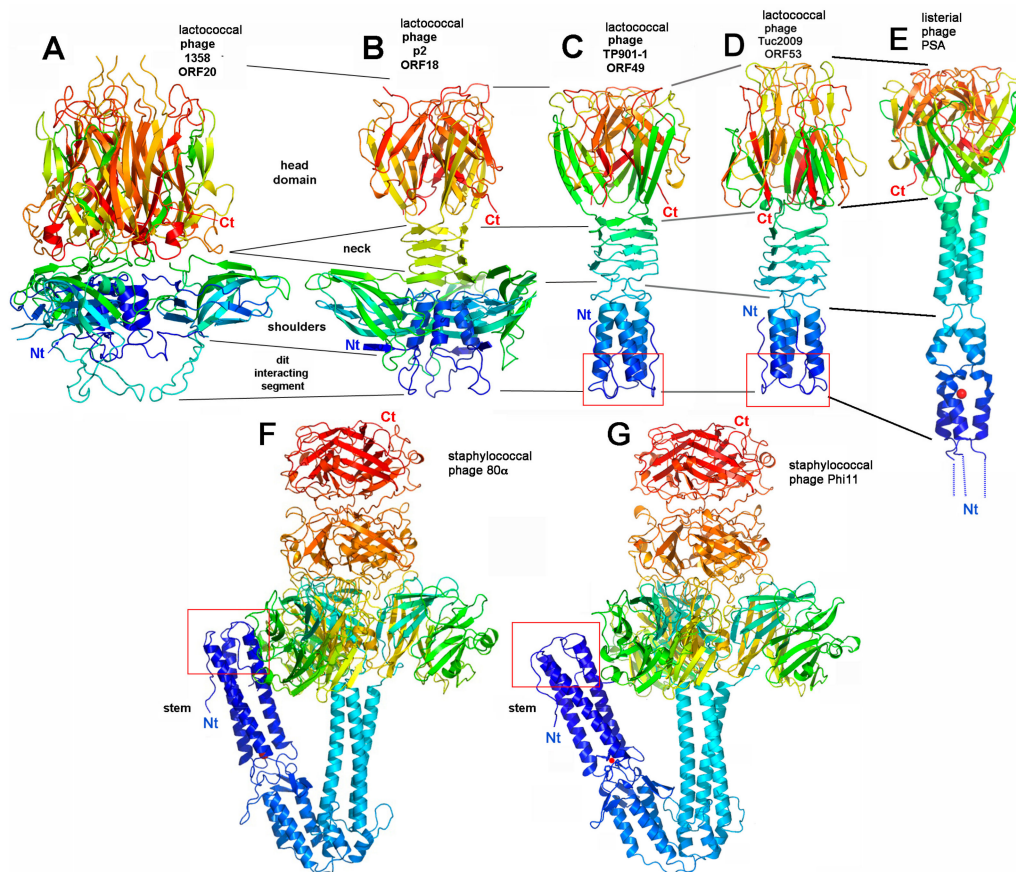 A
lactococcal
phage
1358
ORF20
B
lactococcal
phage
p2
ORF18
C
lactococcal
phage
TP901-1
ORF49
D
lactococcal
phage
Tuc2009
ORF53
E
listerial
phage
PSA
head
domain
Ct
Ct
Ct
Ct
Ct
neck
shoulders
Nt
Nt
Nt
Nt
dit
interacting
segment
Nt
F
Ct
staphylococcal
phage 80α
G
Ct
staphylococcal
phage Phi11
stem
Nt
stem
Nt